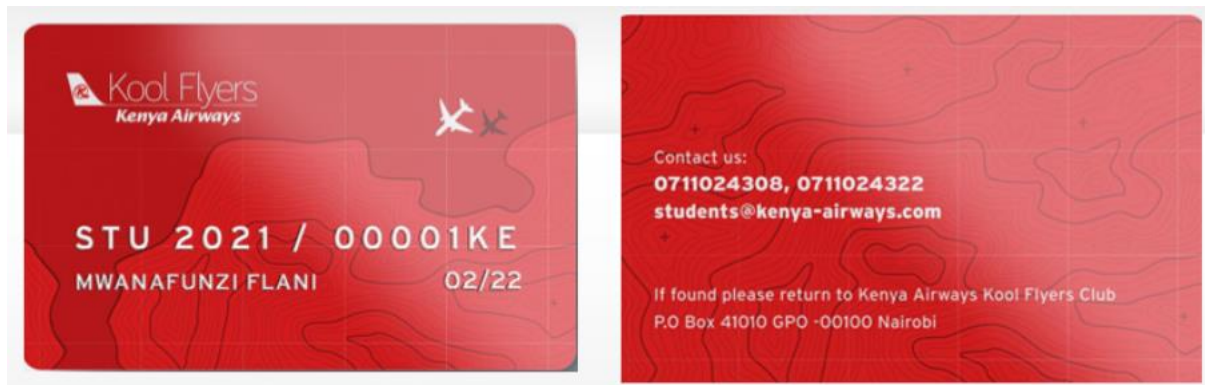 Kool Flyers
Kenya Airways
STU 2021 / 00001KE
MWANAFUNZI FLANI 02/22
Contact us:
0711024308, 0711024322
students@kenya-airways.com
If found please return to Kenya Airways Kool Flyers Club
P.O Box 41010 GPO -00100 Nairobi